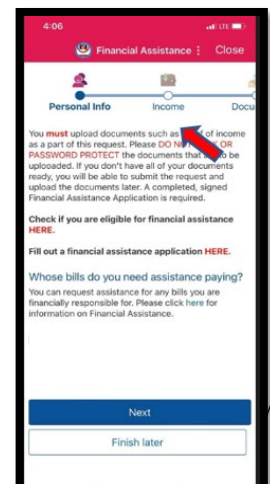 4:06
LTE
Financial Assistance
Close
Personal Info
Income
Docu
You must upload documents such as of income
as a part of this request. Please DO NOT OR
PASSWORD PROTECT the documents that to be
uplooaded. If you don't have all of your documents
ready, you will be able to submit the request and
upload the documents later. A completed, signed
Financial Assistance Application is required.
Check if you are eligible for financial assistance
HERE.
Fill out a financial assistance application HERE.
Whose bills do you need assistance paying?
You can request assistance for any bills you are
financially responsible for. Please click here for
information on Financial Assistance.
Next
Finish later